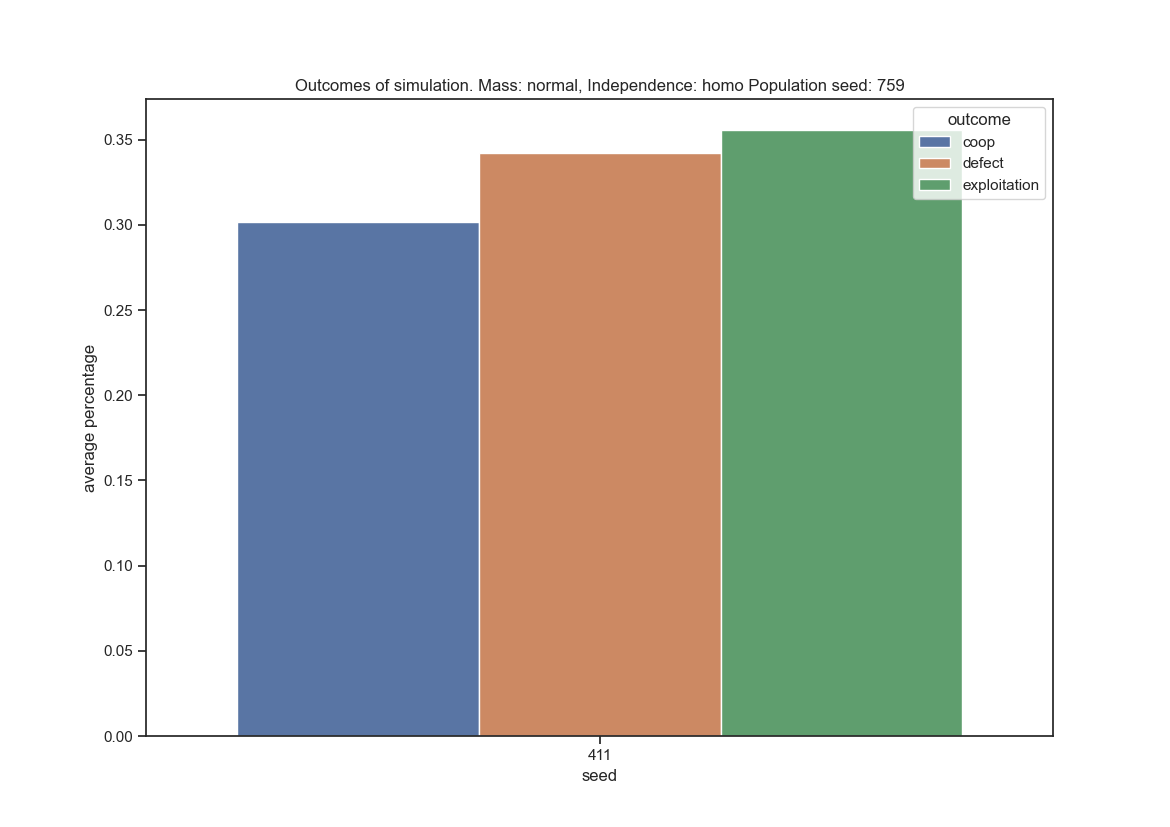 Outcomes of simulation. Mass: normal, Independence: homo Population seed: 759
outcome
coop
defect
exploitation
average percentage
0.35
0.30
0.25
0.20
0.15
0.10
0.05
0.00
411
seed